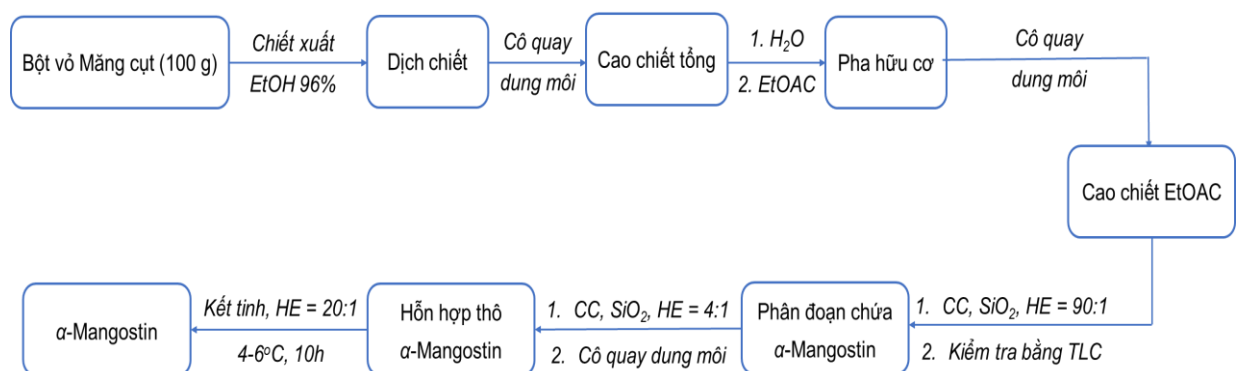 Bột vỏ Măng cụt (100 g)
Chiết xuất
EtOH 96%
Dịch chiết
Cô quay
dung môi
Cao chiết tổng
1. H₂O
2. EtOAC
Pha hữu cơ
Cô quay
dung môi
Cao chiết EtOAC
1. CC, SiO₂, HE = 90:1
2. Kiểm tra bằng TLC
Phân đoạn chứa
α-Mangostin
1. CC, SiO₂, HE = 4:1
2. Cô quay dung môi
Hỗn hợp thô
α-Mangostin
Kết tinh, HE = 20:1
4-6ºC, 10h
α-Mangostin